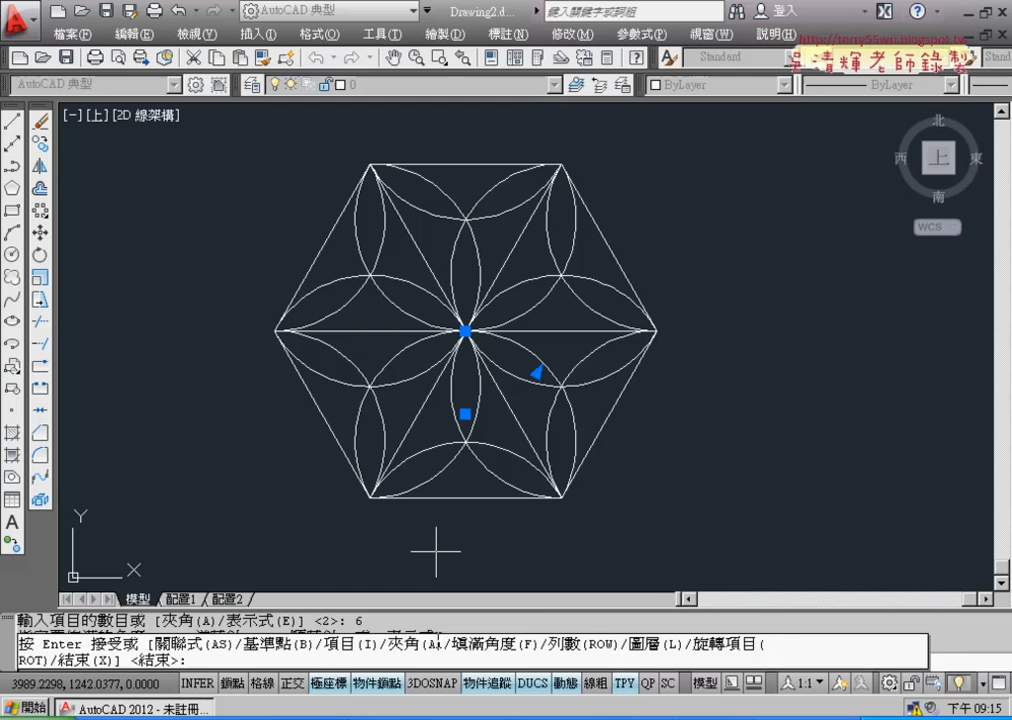 AutoCAD 典型
Drawing2.d...
鍵入關鍵字或詞組
登入
檔案(F)
編輯(E)
檢視(V)
插入(I)
格式(O)
工具(T)
繪製(D)
標註(N)
修改(M)
參數式(P)
視窗(W)
說明(H)
http://terry55wu.blogspot.tw
吳清輝老師錄製
Standard
AutoCAD 典型
0
ByLayer
ByLayer
[−] [上] [2D 線架構]
北
西
上
東
南
WCS
Y
X
模型
配置1
配置2
輸入項目的數目或 [夾角(A)/表示式(E)] <2>: 6
按 Enter 接受或 [關聯式(AS)/基準點(B)/項目(I)/夾角(A)/填滿角度(F)/列數(ROW)/圖層(L)/旋轉項目(
ROT)/結束(X)] <結束>:
3989.2298, 1242.0377, 0.0000
INFER 鎖點 格線 正交 極座標 物件鎖點 3DOSNAP 物件追蹤 DUCS 動態 線粗 TPY QP SC 模型 1:1
開始
AutoCAD 2012 - 未註冊...
下午 09:15